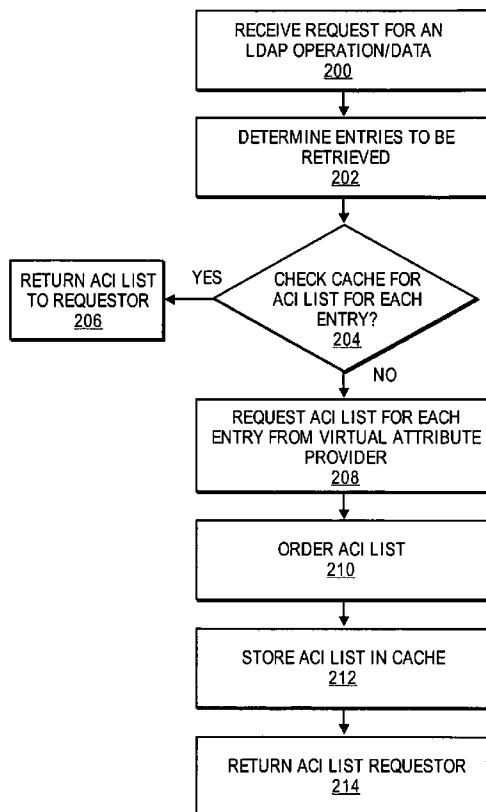 RECEIVE REQUEST FOR AN
LDAP OPERATION/DATA
200
DETERMINE ENTRIES TO BE
RETRIEVED
202
YES
RETURN ACI LIST
TO REQUESTOR
206
CHECK CACHE FOR
ACI LIST FOR EACH
ENTRY?
204
NO
REQUEST ACI LIST FOR EACH
ENTRY FROM VIRTUAL ATTRIBUTE
PROVIDER
208
ORDER ACI LIST
210
STORE ACI LIST IN CACHE
212
RETURN ACI LIST REQUESTOR
214